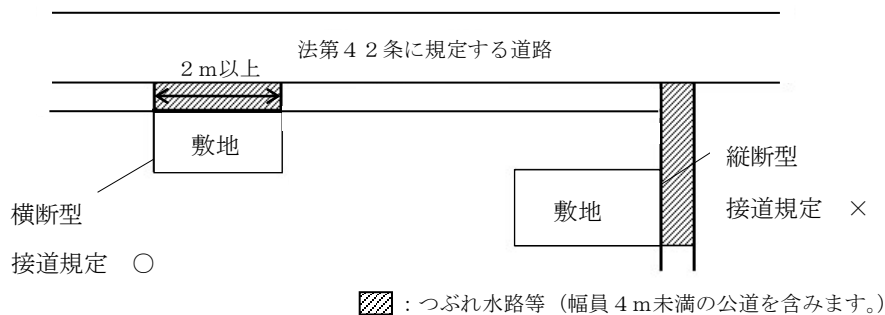 法第４２条に規定する道路
２ｍ以上
敷地
横断型
接道規定　○
敷地
縦断型
接道規定　×
：つぶれ水路等（幅員４ｍ未満の公道を含みます。）